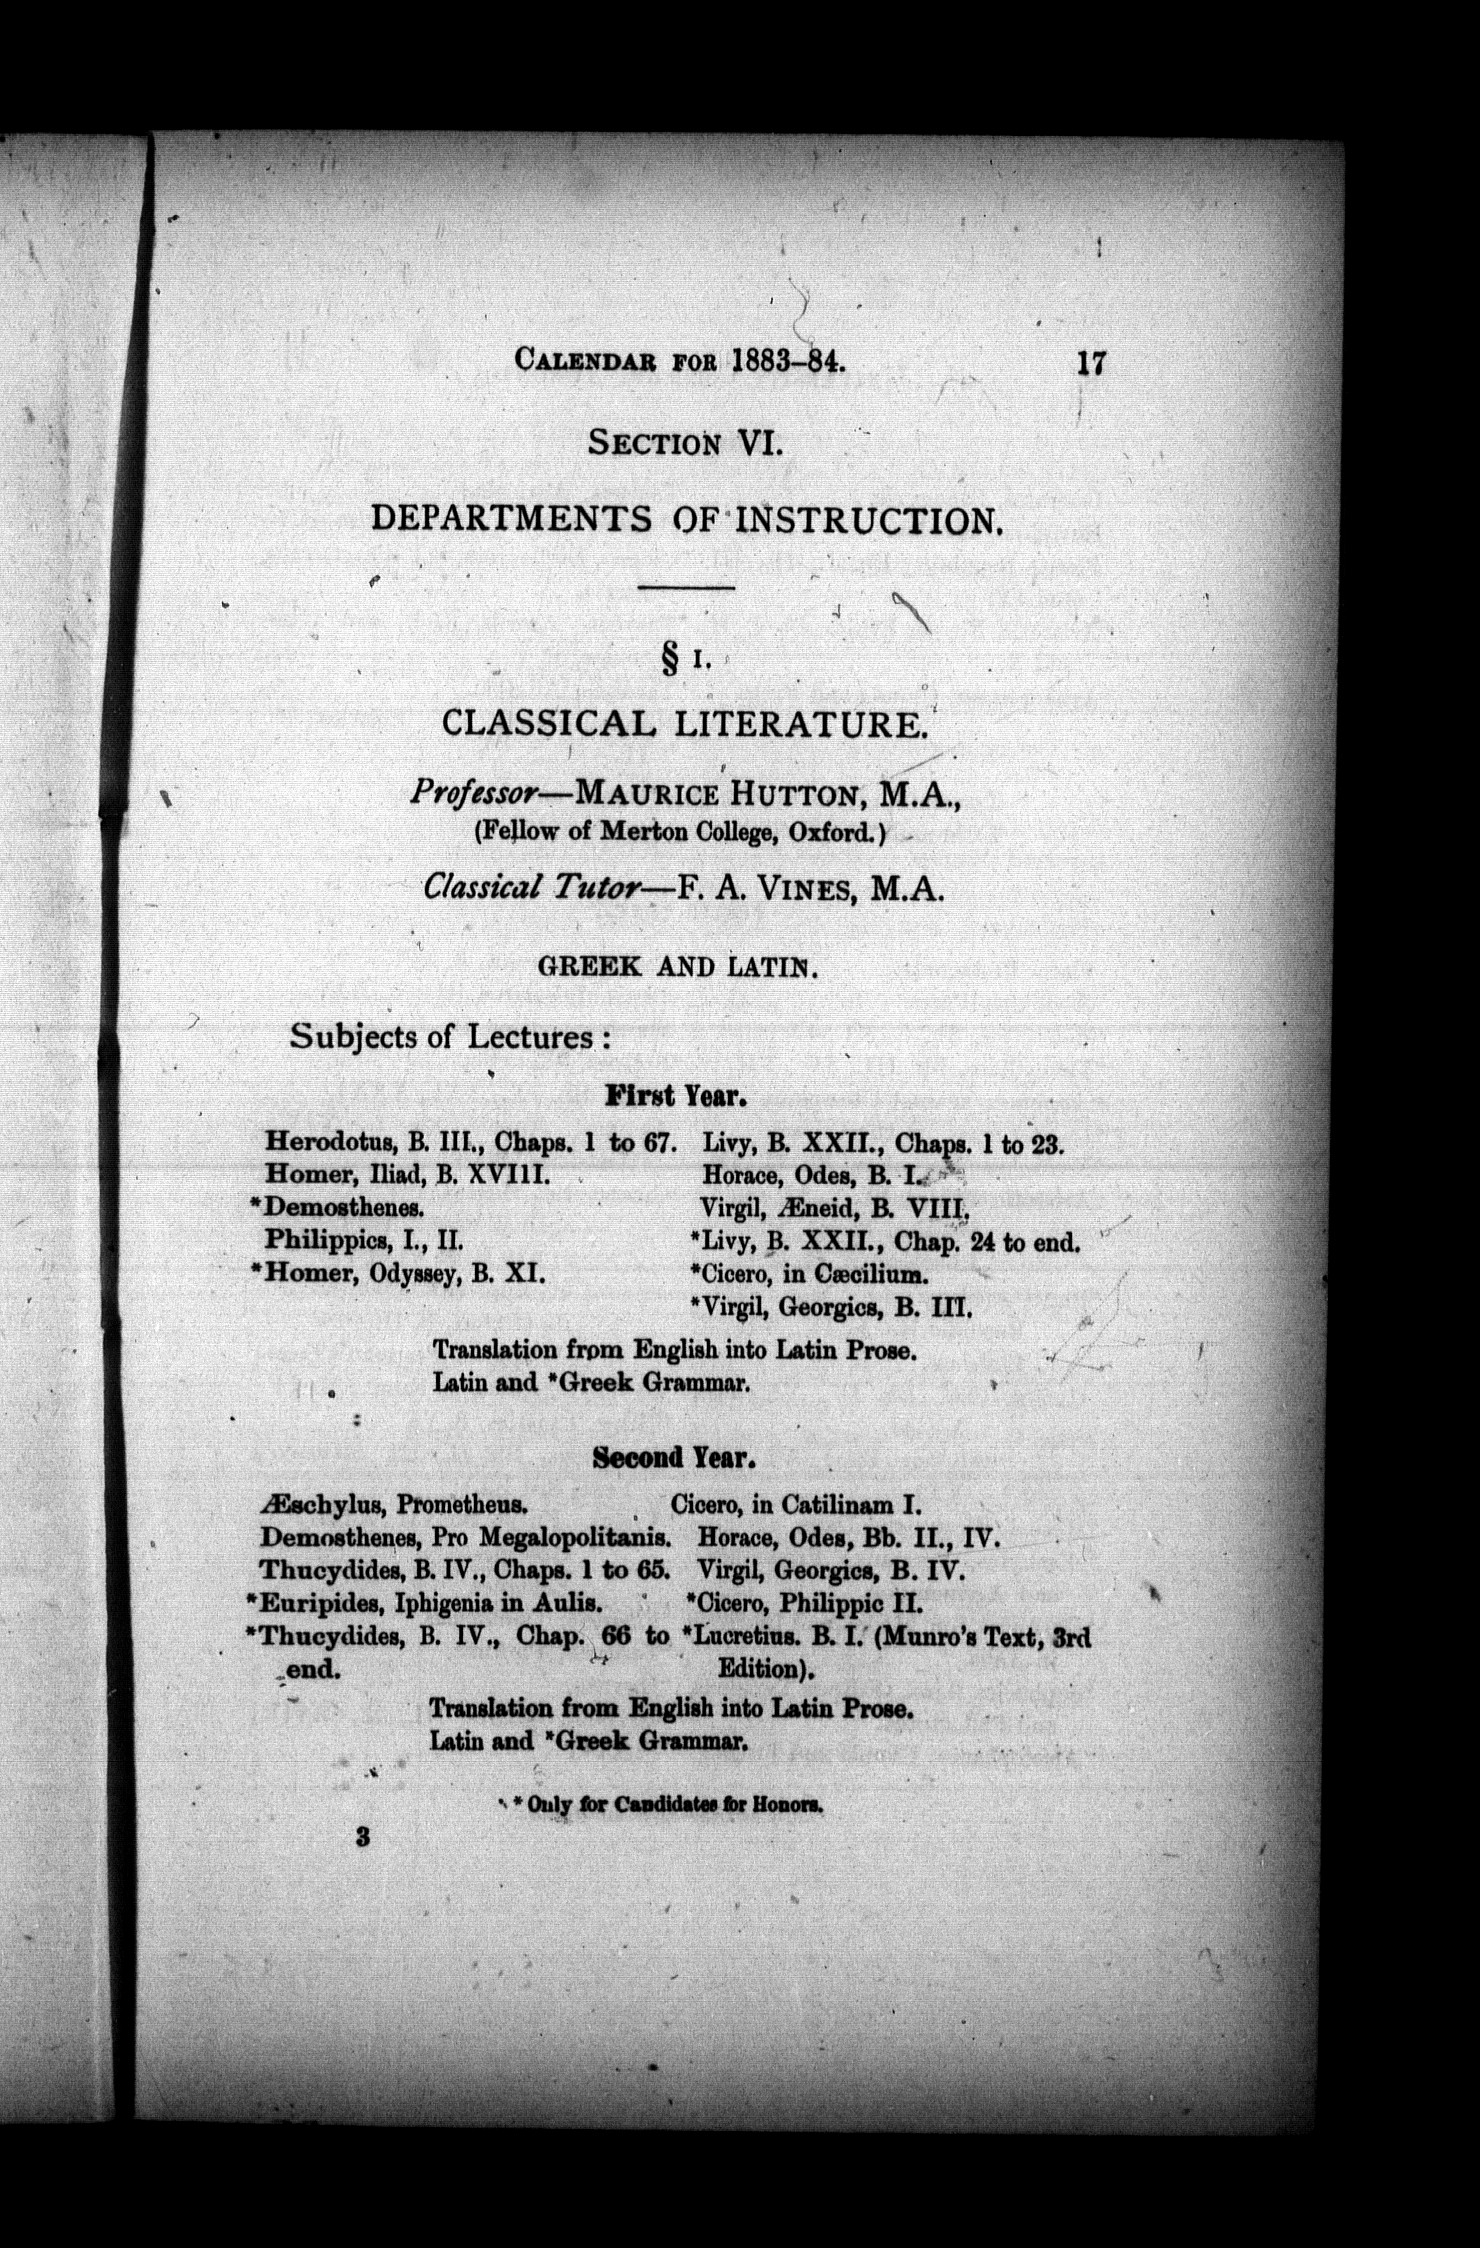 CALENDAR FOR 1883–84. 17
SECTION VI.
DEPARTMENTS OF INSTRUCTION.
§ I.
CLASSICAL LITERATURE.
Professor—MAURICE HUTTON, M.A.,
(Fellow of Merton College, Oxford.)
Classical Tutor—F. A. VINES, M.A.
GREEK AND LATIN.
Subjects of Lectures :
First Year.
Herodotus, B. III., Chaps. 1 to 67. Livy, B. XXII., Chaps. 1 to 23.
Homer, Iliad, B. XVIII. Horace, Odes, B. I.
*Demosthenes. Virgil, Æneid, B. VIII.
Philippics, I., II. *Livy, B. XXII., Chap. 24 to end.
*Homer, Odyssey, B. XI. *Cicero, in Cæcilium.
*Virgil, Georgics, B. III.
Translation from English into Latin Prose.
Latin and *Greek Grammar.
Second Year.
Æschylus, Prometheus. Cicero, in Catilinam I.
Demosthenes, Pro Megalopolitanis. Horace, Odes, Bb. II., IV.
Thucydides, B. IV., Chaps. 1 to 65. Virgil, Georgics, B. IV.
*Euripides, Iphigenia in Aulis. *Cicero, Philippic II.
*Thucydides, B. IV., Chap. 66 to *Lucretius. B. I. (Munro's Text, 3rd
end. Edition).
Translation from English into Latin Prose.
Latin and *Greek Grammar.
* Only for Candidates for Honors.
3